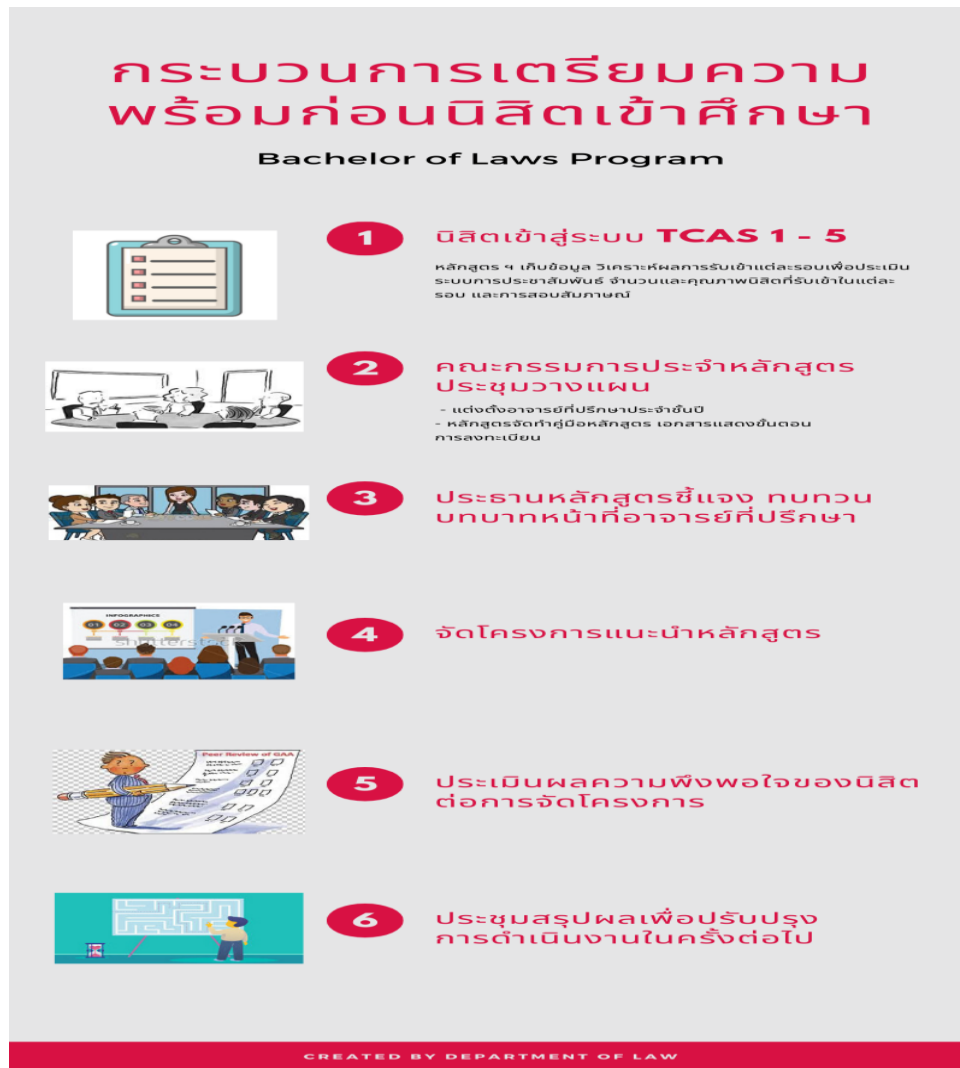 กระบวนการเตรียมความ
พร้อมก่อนนิสิตเข้าศึกษา
Bachelor of Laws Program
1
นิสิตเข้าสู่ระบบ TCAS 1 - 5
หลักสูตร ฯ เก็บข้อมูล วิเคราะห์ผลการรับเข้าแต่ละรอบเพื่อประเมิน
ระบบการประชาสัมพันธ์ จำนวนและคุณภาพนิสิตที่รับเข้าในแต่ละ
รอบ และการสอบสัมภาษณ์
2
คณะกรรมการประจำหลักสูตร
ประชุมวางแผน
- แต่งตั้งอาจารย์ที่ปรึกษาประจำชั้นปี
- หลักสูตรจัดทำคู่มือหลักสูตร เอกสารแสดงขั้นตอน
การลงทะเบียน
3
ประธานหลักสูตรชี้แจง ทบทวน
บทบาทหน้าที่อาจารย์ที่ปรึกษา
INFOGRAPHICS
01 02 03 04
shutterstock
4
จัดโครงการแนะนำหลักสูตร
Peer Review of GAA
5
ประเมินผลความพึงพอใจของนิสิต
ต่อการจัดโครงการ
6
ประชุมสรุปผลเพื่อปรับปรุง
การดำเนินงานในครั้งต่อไป
CREATED BY DEPARTMENT OF LAW